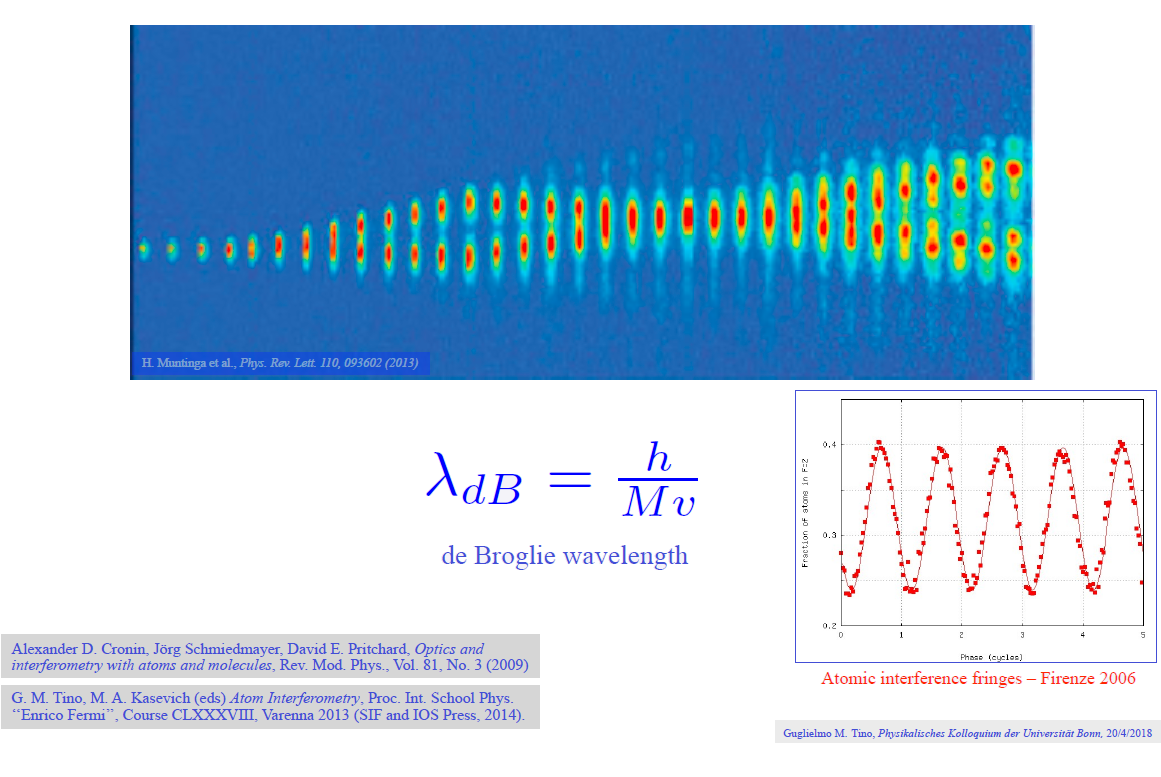 H. Muntinga et al., Phys. Rev. Lett. 110, 093602 (2013)
λ_dB = h / M v
de Broglie wavelength
Fraction of atoms in F=2
0.4
0.3
0.2
0 1 2 3 4 5
Phase (cycles)
Atomic interference fringes – Firenze 2006
Alexander D. Cronin, Jörg Schmiedmayer, David E. Pritchard, Optics and
interferometry with atoms and molecules, Rev. Mod. Phys., Vol. 81, No. 3 (2009)
G. M. Tino, M. A. Kasevich (eds) Atom Interferometry, Proc. Int. School Phys.
‘‘Enrico Fermi’’, Course CLXXXVIII, Varenna 2013 (SIF and IOS Press, 2014).
Guglielmo M. Tino, Physikalisches Kolloquium der Universität Bonn, 20/4/2018